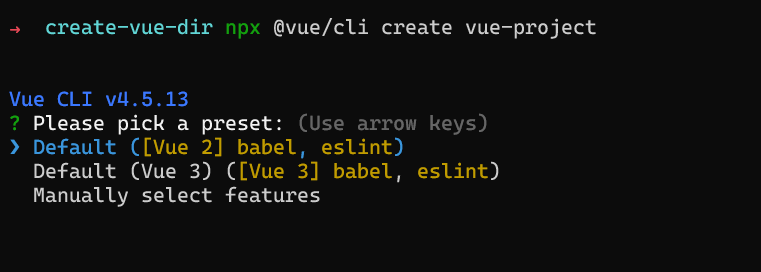 → create-vue-dir npx @vue/cli create vue-project
Vue CLI v4.5.13
? Please pick a preset: (Use arrow keys)
❯ Default ([Vue 2] babel, eslint)
Default (Vue 3) ([Vue 3] babel, eslint)
Manually select features